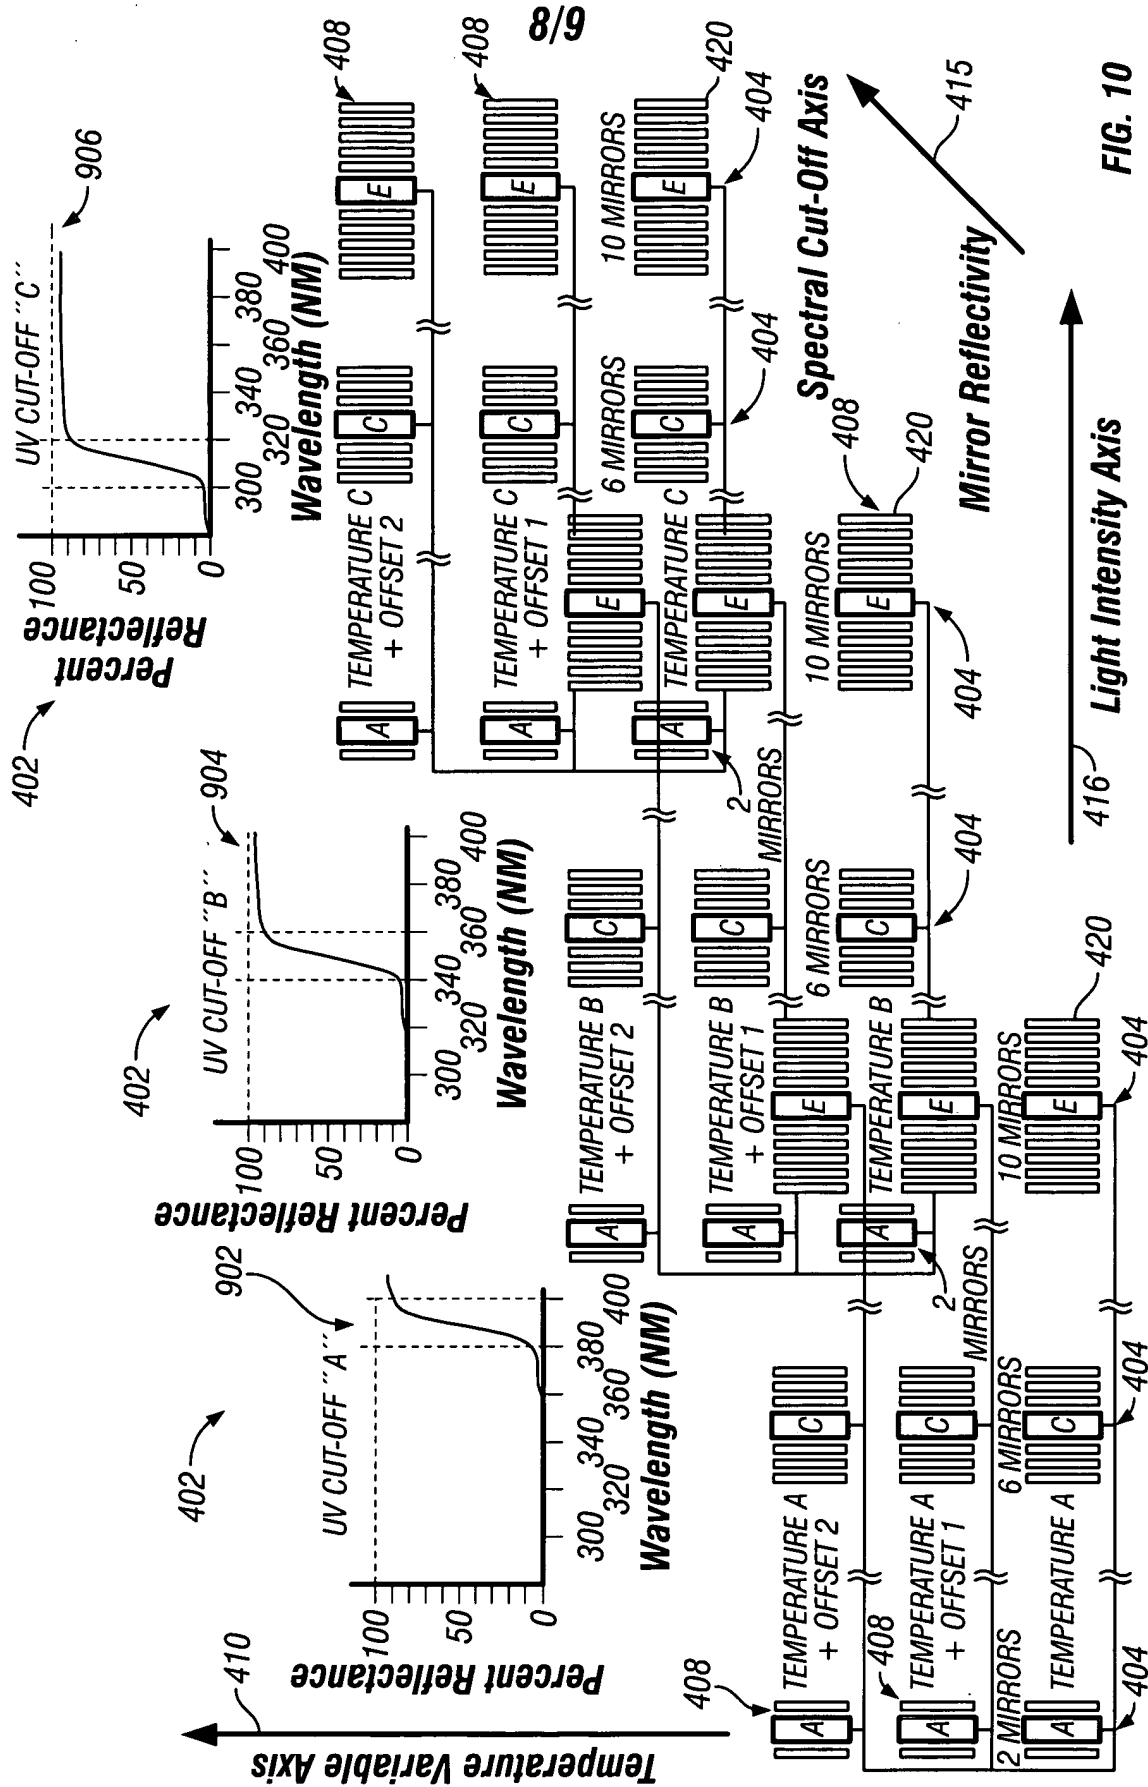 6/8
402
Percent
Reflectance
100
50
0
UV CUT-OFF ″C″
906
300
320
340
360
380
400
Wavelength (NM)
402
Percent Reflectance
100
50
0
UV CUT-OFF ″B″
904
300
320
340
360
380
400
Wavelength (NM)
402
Percent Reflectance
100
50
0
UV CUT-OFF ″A″
902
300
320
340
360
380
400
Wavelength (NM)
410
Temperature Variable Axis
A
TEMPERATURE C
+ OFFSET 2
C
E
408
A
TEMPERATURE C
+ OFFSET 1
C
E
408
A
2
MIRRORS
TEMPERATURE C
6 MIRRORS
C
404
10 MIRRORS
E
420
404
A
TEMPERATURE B
+ OFFSET 2
C
E
A
TEMPERATURE B
+ OFFSET 1
C
E
A
2
MIRRORS
TEMPERATURE B
6 MIRRORS
C
404
10 MIRRORS
E
408
420
404
408
A
TEMPERATURE A
+ OFFSET 2
C
E
408
A
TEMPERATURE A
+ OFFSET 1
C
E
2 MIRRORS
A
404
TEMPERATURE A
6 MIRRORS
C
404
10 MIRRORS
E
420
404
Spectral Cut-Off Axis
415
Mirror Reflectivity
416
Light Intensity Axis
FIG. 10